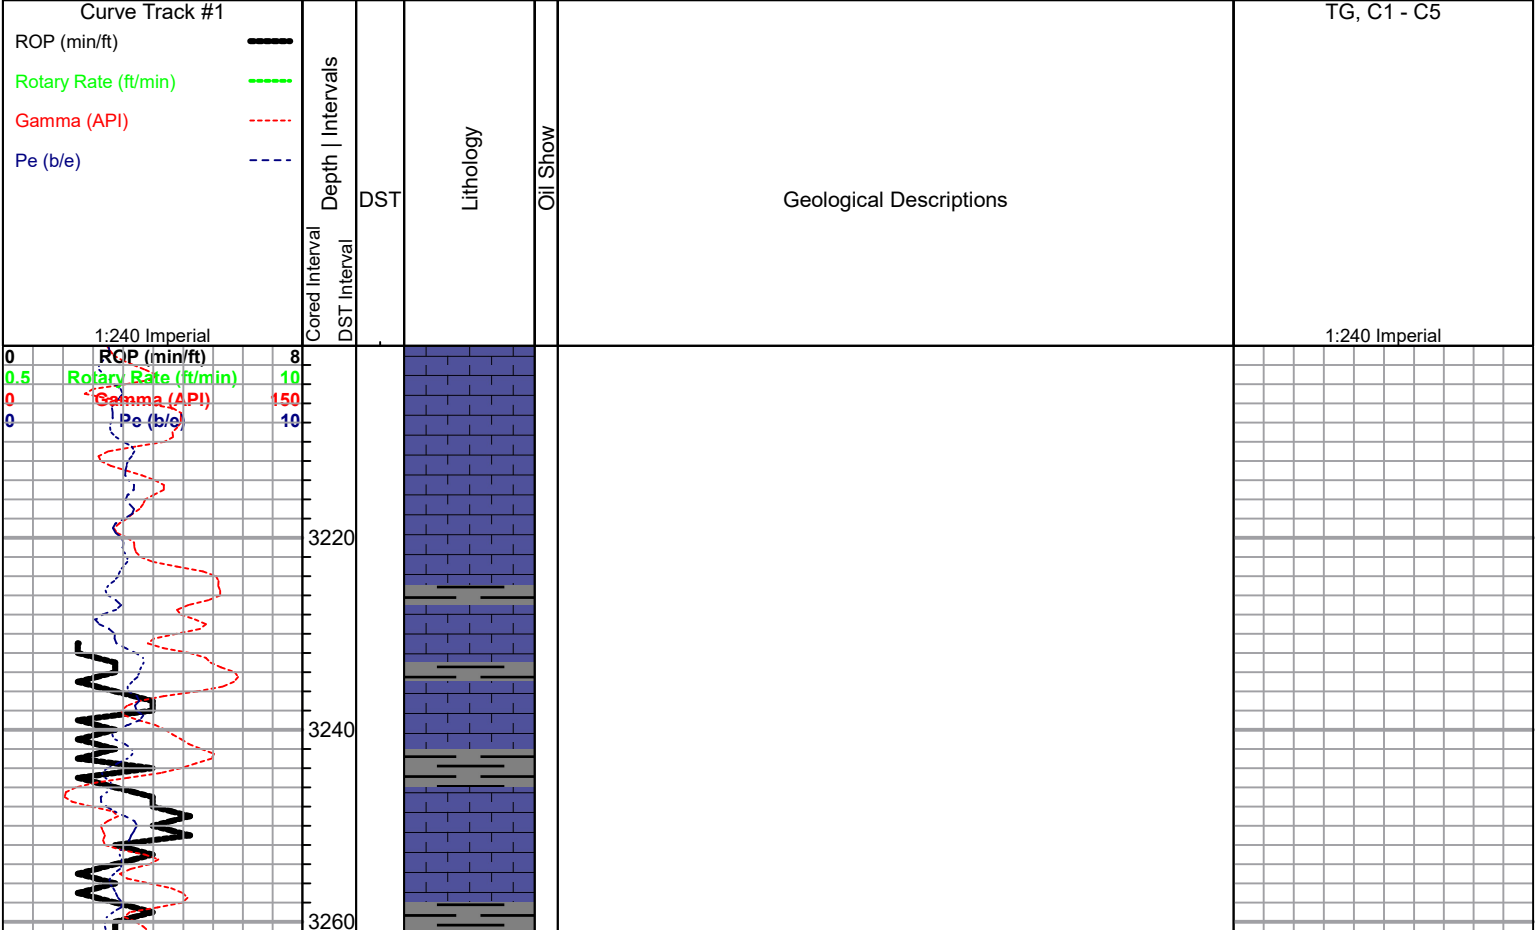 Curve Track #1
ROP (min/ft)
Rotary Rate (ft/min)
Gamma (API)
Pe (b/e)
1:240 Imperial
Depth | Intervals
Cored Interval
DST Interval
DST
Lithology
Oil Show
Geological Descriptions
TG, C1 - C5
1:240 Imperial
0 ROP (min/ft) 8
0.5 Rotary Rate (ft/min) 10
0 Gamma (API) 150
0 Pe (b/e) 10
3220
3240
3260